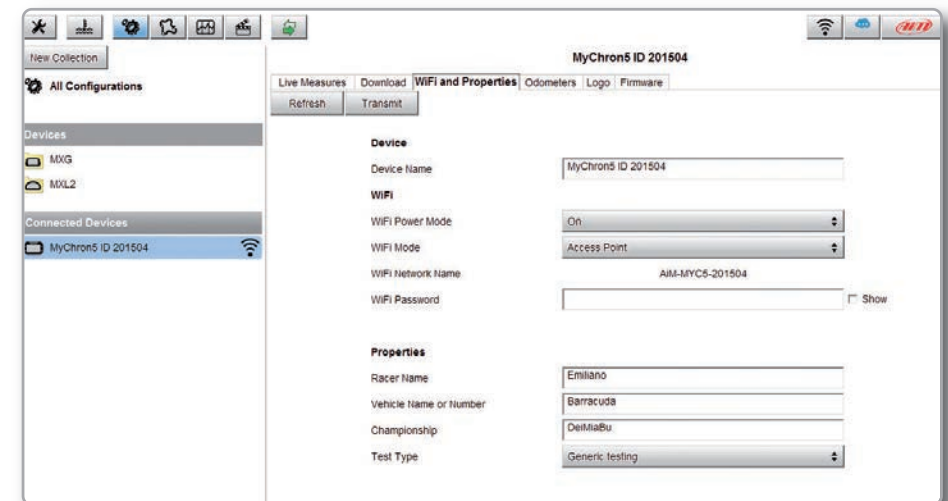 AiM
New Collection
MyChron5 ID 201504
All Configurations
Live Measures Download WiFi and Properties Odometers Logo Firmware
Refresh Transmit
Devices
MXG
MXL2
Connected Devices
MyChron5 ID 201504
Device
Device Name MyChron5 ID 201504
WiFi
WiFi Power Mode On
WiFi Mode Access Point
WiFi Network Name AiM-MYC5-201504
WiFi Password Show
Properties
Racer Name Emiliano
Vehicle Name or Number Barracuda
Championship DeiMiaBu
Test Type Generic testing